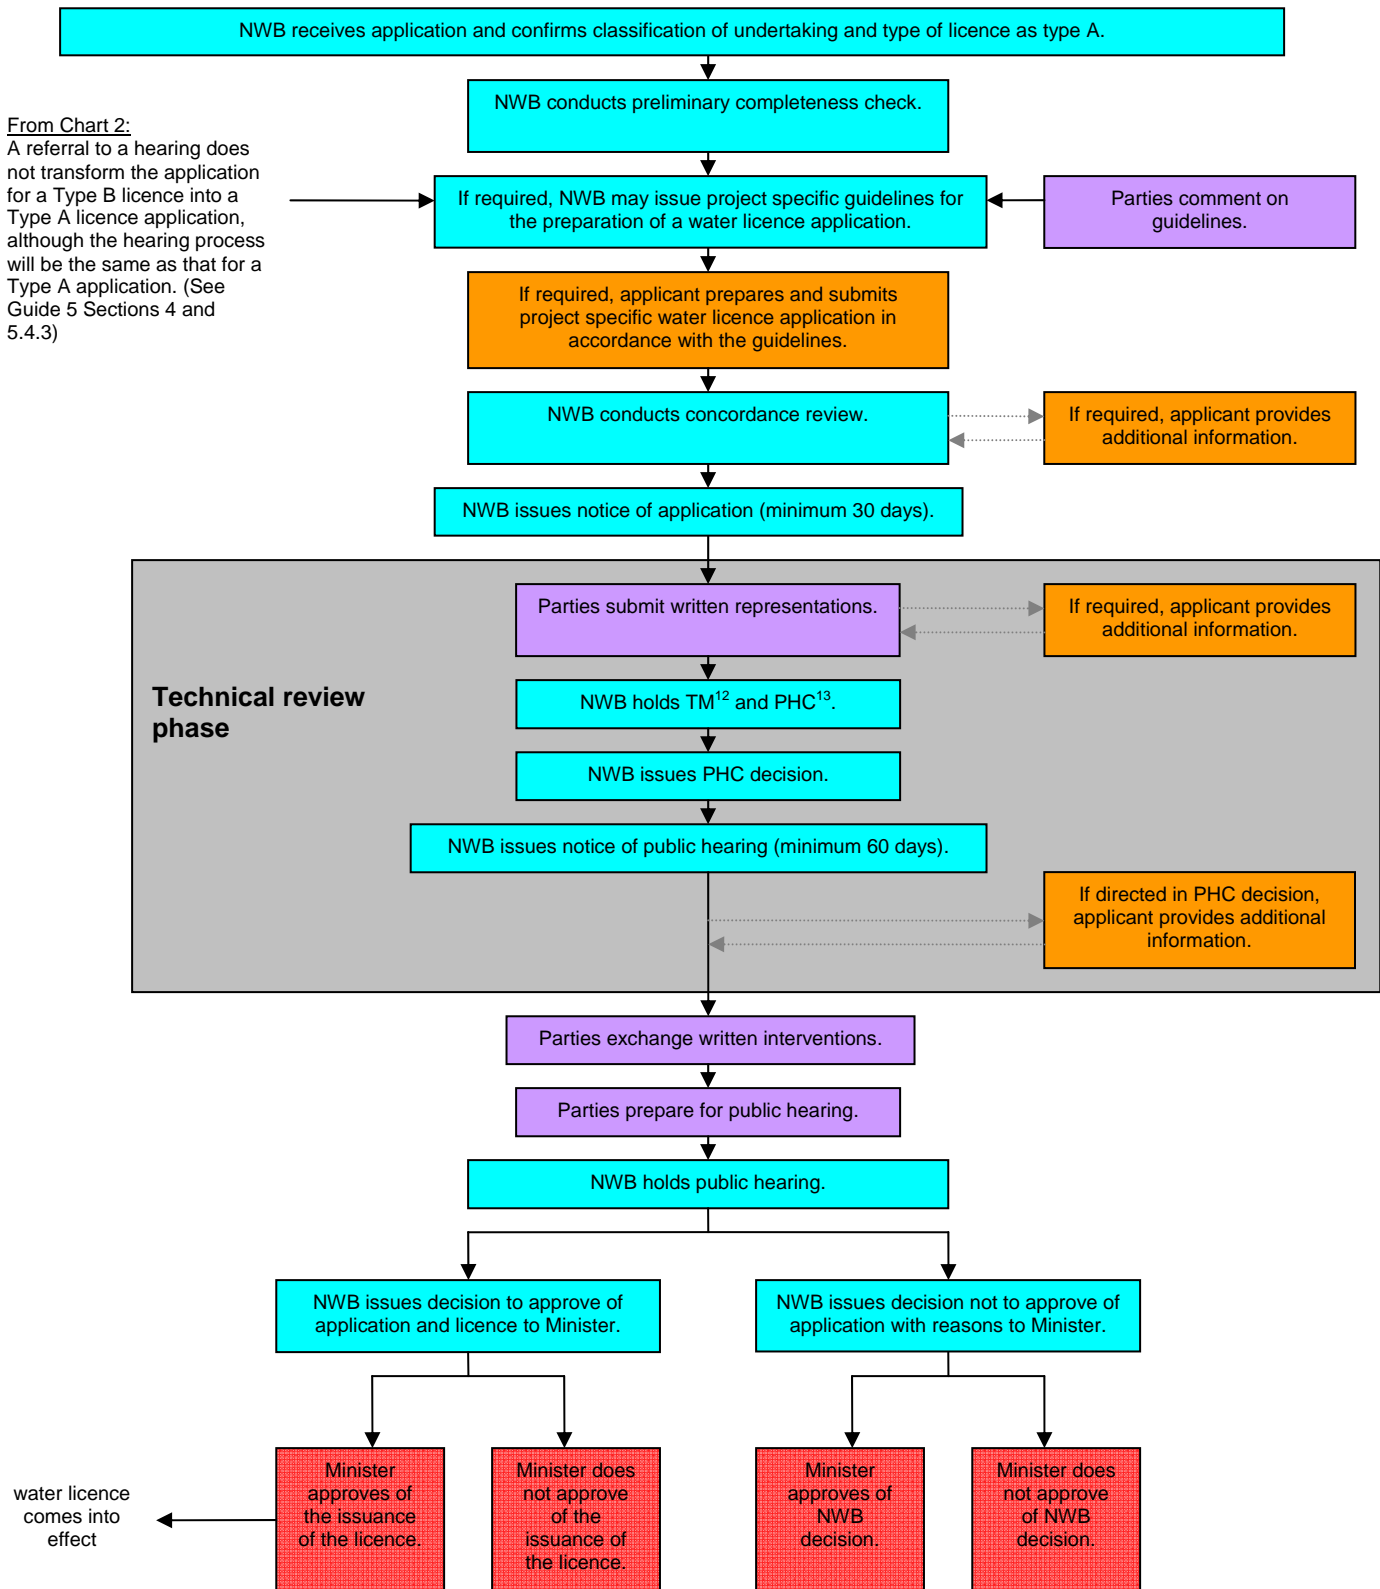 NWB receives application and confirms classification of undertaking and type of licence as type A.
NWB conducts preliminary completeness check.
From Chart 2:
A referral to a hearing does
not transform the application
for a Type B licence into a
Type A licence application,
although the hearing process
will be the same as that for a
Type A application. (See
Guide 5 Sections 4 and
5.4.3)
If required, NWB may issue project specific guidelines for
the preparation of a water licence application.
Parties comment on
guidelines.
If required, applicant prepares and submits
project specific water licence application in
accordance with the guidelines.
NWB conducts concordance review.
If required, applicant provides
additional information.
NWB issues notice of application (minimum 30 days).
Technical review
phase
Parties submit written representations.
If required, applicant provides
additional information.
NWB holds TM12 and PHC13.
NWB issues PHC decision.
NWB issues notice of public hearing (minimum 60 days).
If directed in PHC decision,
applicant provides additional
information.
Parties exchange written interventions.
Parties prepare for public hearing.
NWB holds public hearing.
NWB issues decision to approve of
application and licence to Minister.
NWB issues decision not to approve of
application with reasons to Minister.
water licence
comes into
effect
Minister
approves of
the issuance
of the licence.
Minister does
not approve
of the
issuance of
the licence.
Minister
approves of
NWB
decision.
Minister does
not approve
of NWB
decision.